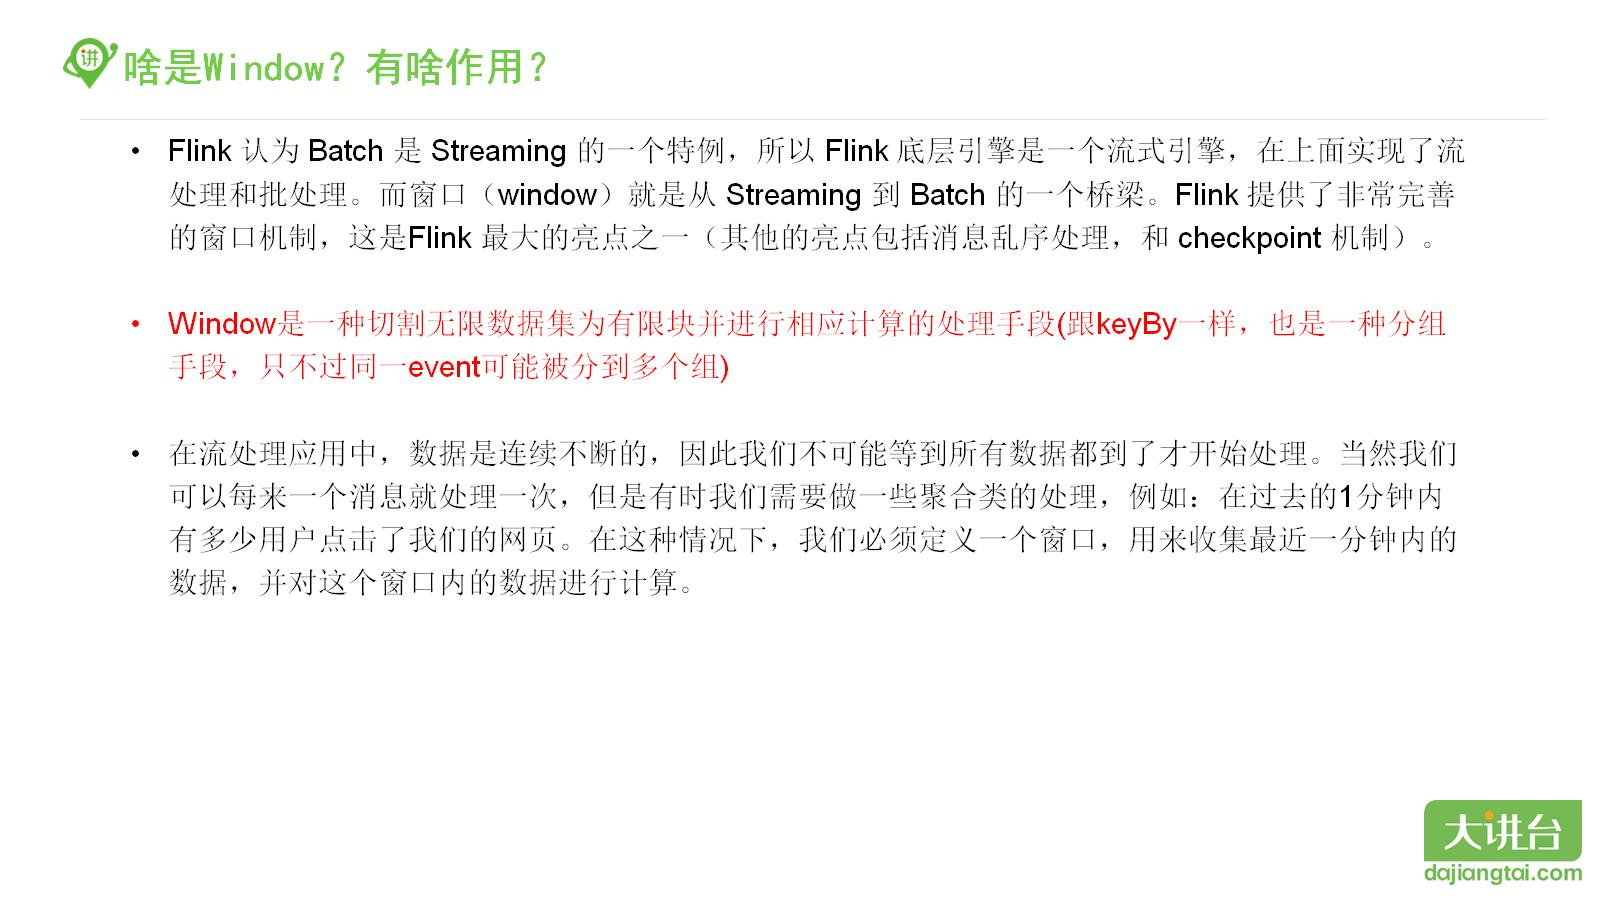 讲
啥是Window？有啥作用？
• Flink 认为 Batch 是 Streaming 的一个特例，所以 Flink 底层引擎是一个流式引擎，在上面实现了流
处理和批处理。而窗口（window）就是从 Streaming 到 Batch 的一个桥梁。Flink 提供了非常完善
的窗口机制，这是Flink 最大的亮点之一（其他的亮点包括消息乱序处理，和 checkpoint 机制）。
• Window是一种切割无限数据集为有限块并进行相应计算的处理手段(跟keyBy一样，也是一种分组
手段，只不过同一event可能被分到多个组)
• 在流处理应用中，数据是连续不断的，因此我们不可能等到所有数据都到了才开始处理。当然我们
可以每来一个消息就处理一次，但是有时我们需要做一些聚合类的处理，例如：在过去的1分钟内
有多少用户点击了我们的网页。在这种情况下，我们必须定义一个窗口，用来收集最近一分钟内的
数据，并对这个窗口内的数据进行计算。
大讲台
dajiangtai.com